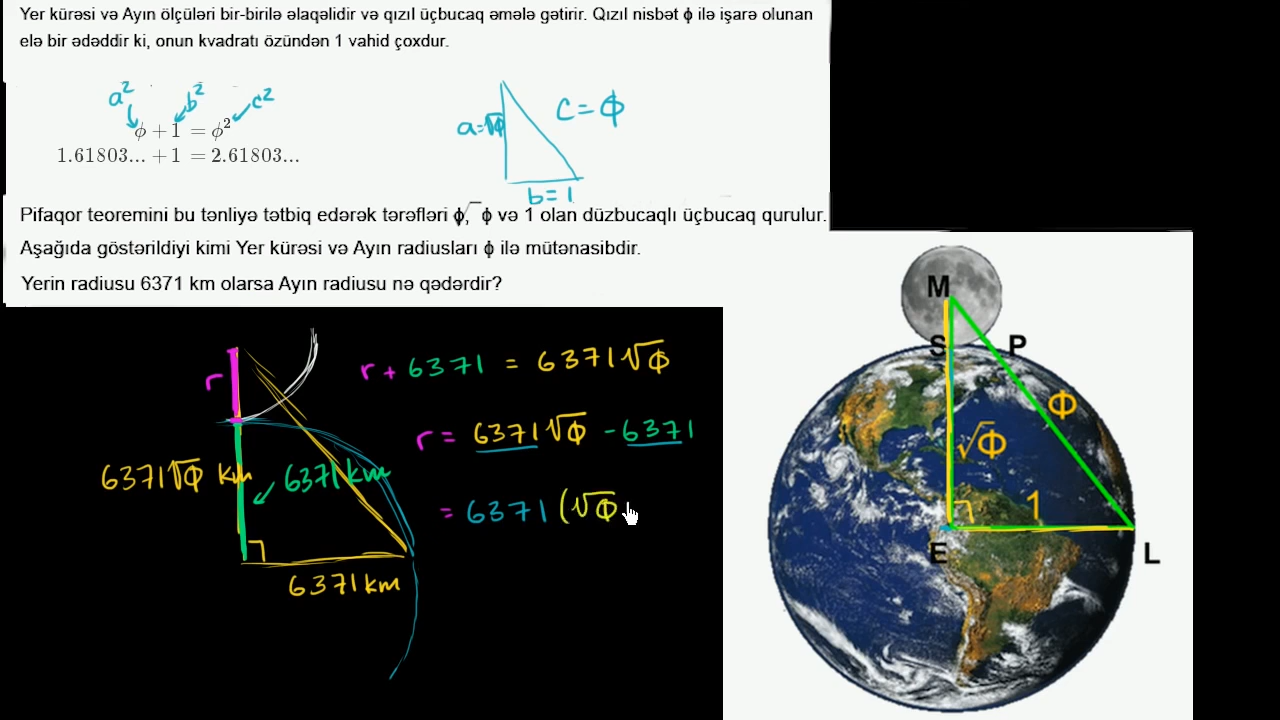 Yer kürəsi və Ayın ölçüləri bir-birilə əlaqəlidir və qızıl üçbucaq əmələ gətirir. Qızıl nisbət ϕ ilə işarə olunan
elə bir ədəddir ki, onun kvadratı özündən 1 vahid çoxdur.
a² b² c²
ϕ + 1 = ϕ²
1.61803... + 1 = 2.61803...
a=√ϕ c=ϕ
b=1
Pifaqor teoremini bu tənliyə tətbiq edərək tərəfləri ϕ,√ϕ və 1 olan düzbucaqlı üçbucaq qurulur.
Aşağıda göstərildiyi kimi Yer kürəsi və Ayın radiusları ϕ ilə mütənasibdir.
Yerin radiusu 6371 km olarsa Ayın radiusu nə qədərdir?
r
r + 6371 = 6371√ϕ
r = 6371√ϕ - 6371
6371√ϕ km
6371 km
= 6371 (√ϕ
6371 km
M
S P
Φ
√Φ
1
E L